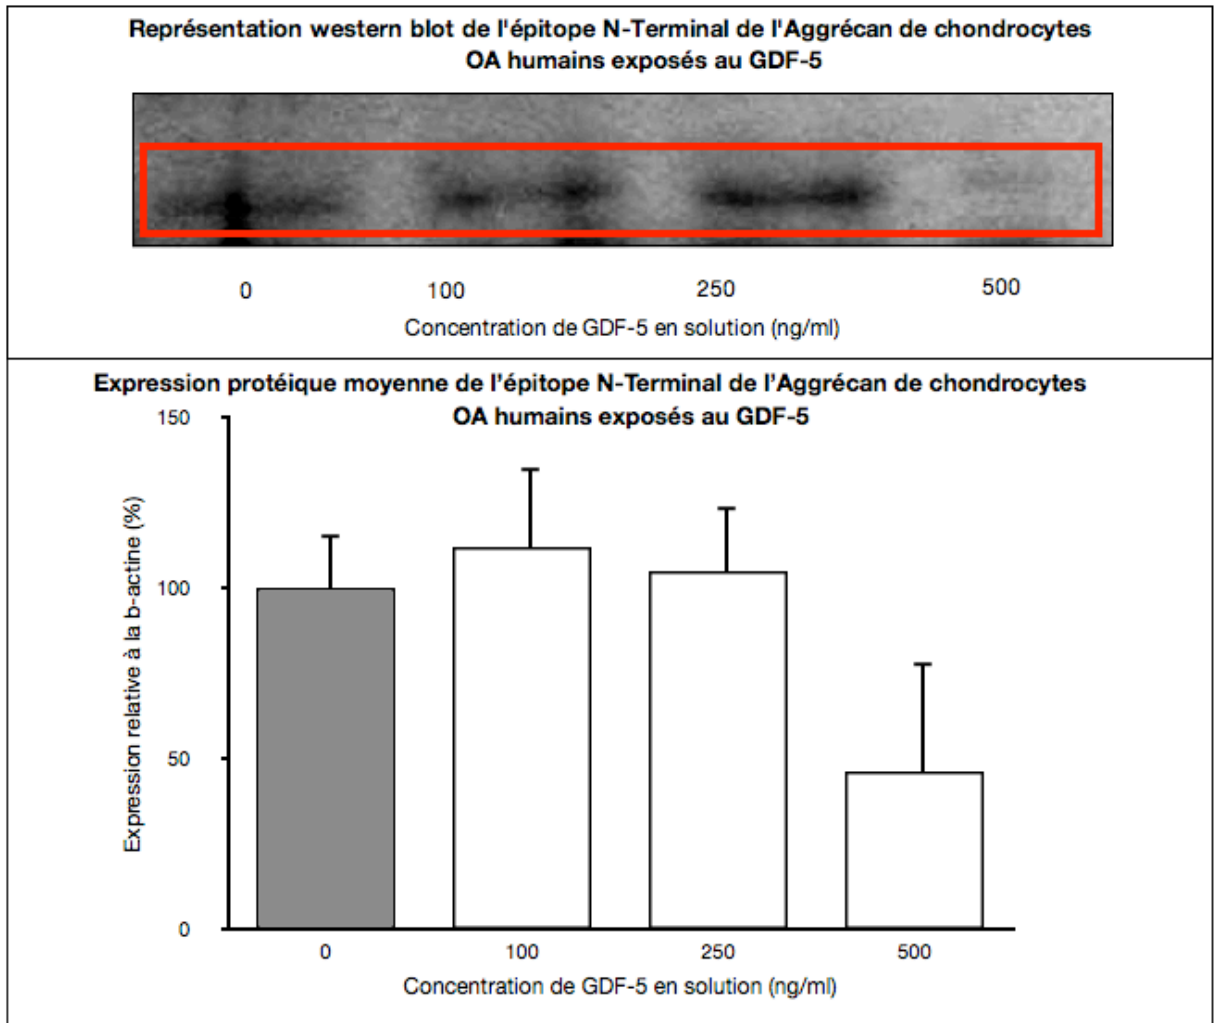 Représentation western blot de l'épitope N-Terminal de l'Aggrécan de chondrocytes
OA humains exposés au GDF-5
0 100 250 500
Concentration de GDF-5 en solution (ng/ml)
Expression protéique moyenne de l'épitope N-Terminal de l'Aggrécan de chondrocytes
OA humains exposés au GDF-5
Expression relative à la b-actine (%)
150
100
50
0
0 100 250 500
Concentration de GDF-5 en solution (ng/ml)